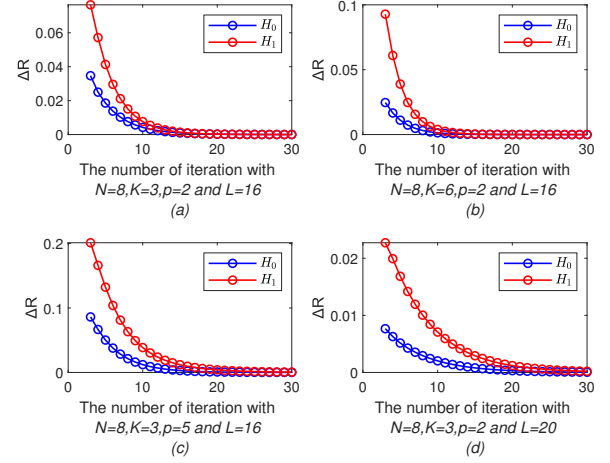 0.06
0.04
0.02
0
ΔR
H0
H1
0 10 20 30
The number of iteration with
N=8,K=3,p=2 and L=16
(a)
0.1
0.05
0
ΔR
H0
H1
0 10 20 30
The number of iteration with
N=8,K=6,p=2 and L=16
(b)
0.2
0.1
0
ΔR
H0
H1
0 10 20 30
The number of iteration with
N=8,K=3,p=5 and L=16
(c)
0.02
0.01
0
ΔR
H0
H1
0 10 20 30
The number of iteration with
N=8,K=3,p=2 and L=20
(d)